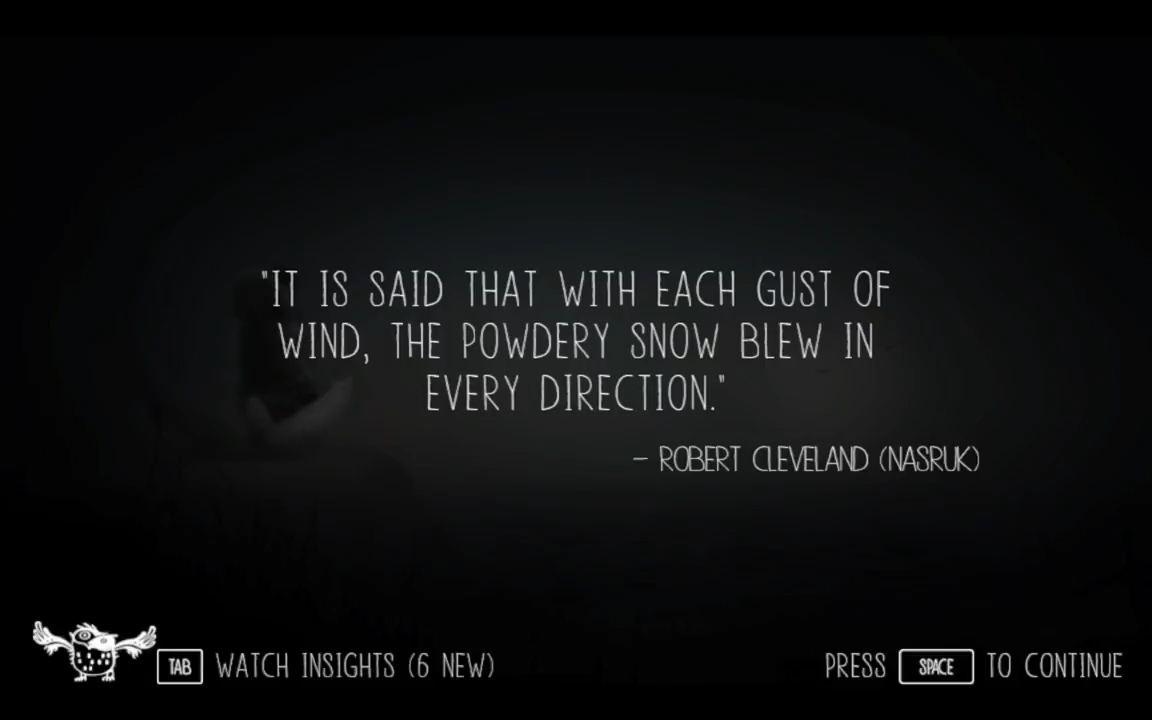 "IT IS SAID THAT WITH EACH GUST OF
WIND, THE POWDERY SNOW BLEW IN
EVERY DIRECTION."
– ROBERT CLEVELAND (NASRUK)
TAB WATCH INSIGHTS (6 NEW)
PRESS SPACE TO CONTINUE